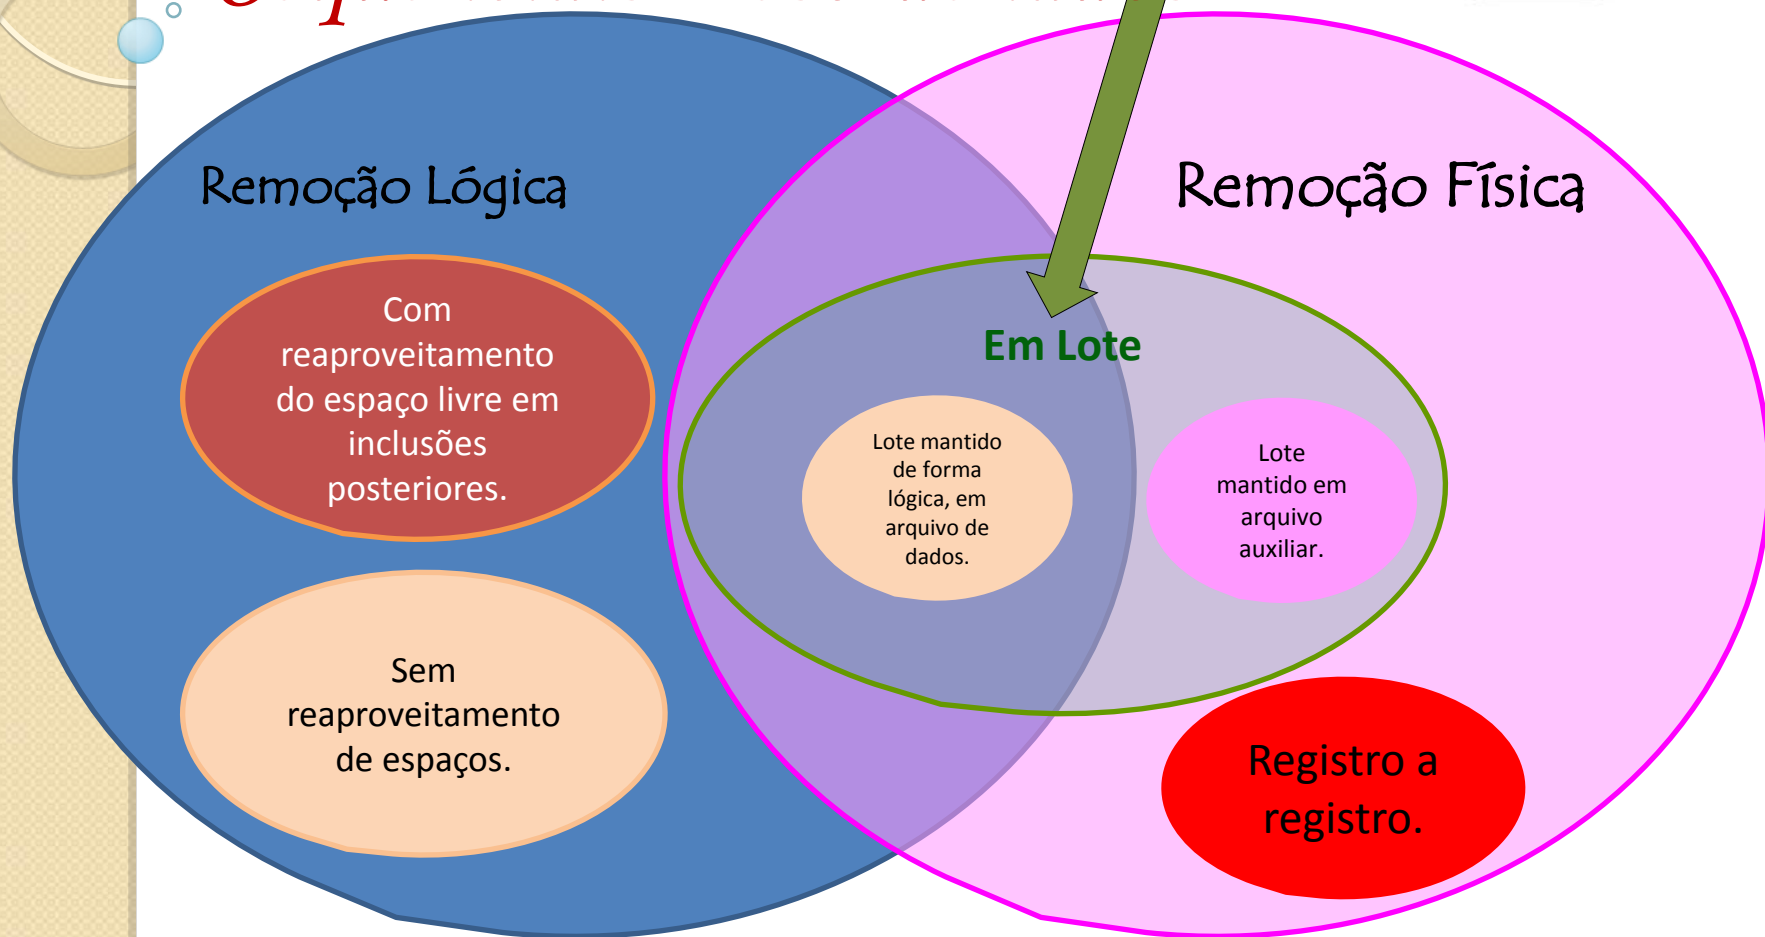 Remoção Lógica
Remoção Física
Com
reaproveitamento
do espaço livre em
inclusões
posteriores.
Em Lote
Lote mantido
de forma
lógica, em
arquivo de
dados.
Lote
mantido em
arquivo
auxiliar.
Sem
reaproveitamento
de espaços.
Registro a
registro.